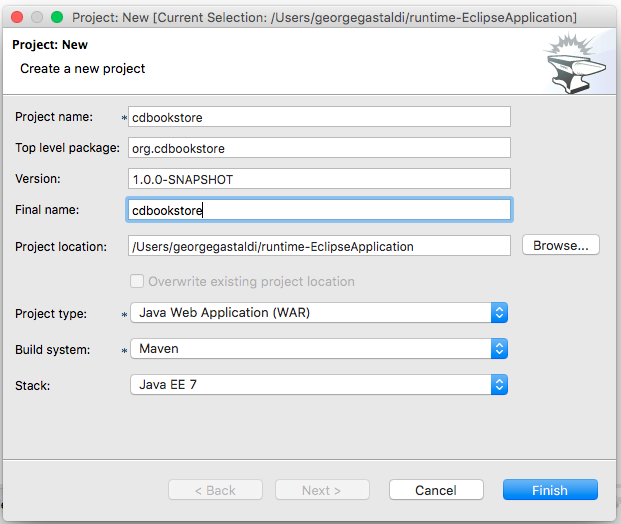 Project: New [Current Selection: /Users/georgegastaldi/runtime-EclipseApplication]
Project: New
Create a new project
Project name: * cdbookstore
Top level package: org.cdbookstore
Version: 1.0.0-SNAPSHOT
Final name: cdbookstore
Project location: /Users/georgegastaldi/runtime-EclipseApplication Browse...
Overwrite existing project location
Project type: * Java Web Application (WAR)
Build system: * Maven
Stack: Java EE 7
< Back Next > Cancel Finish